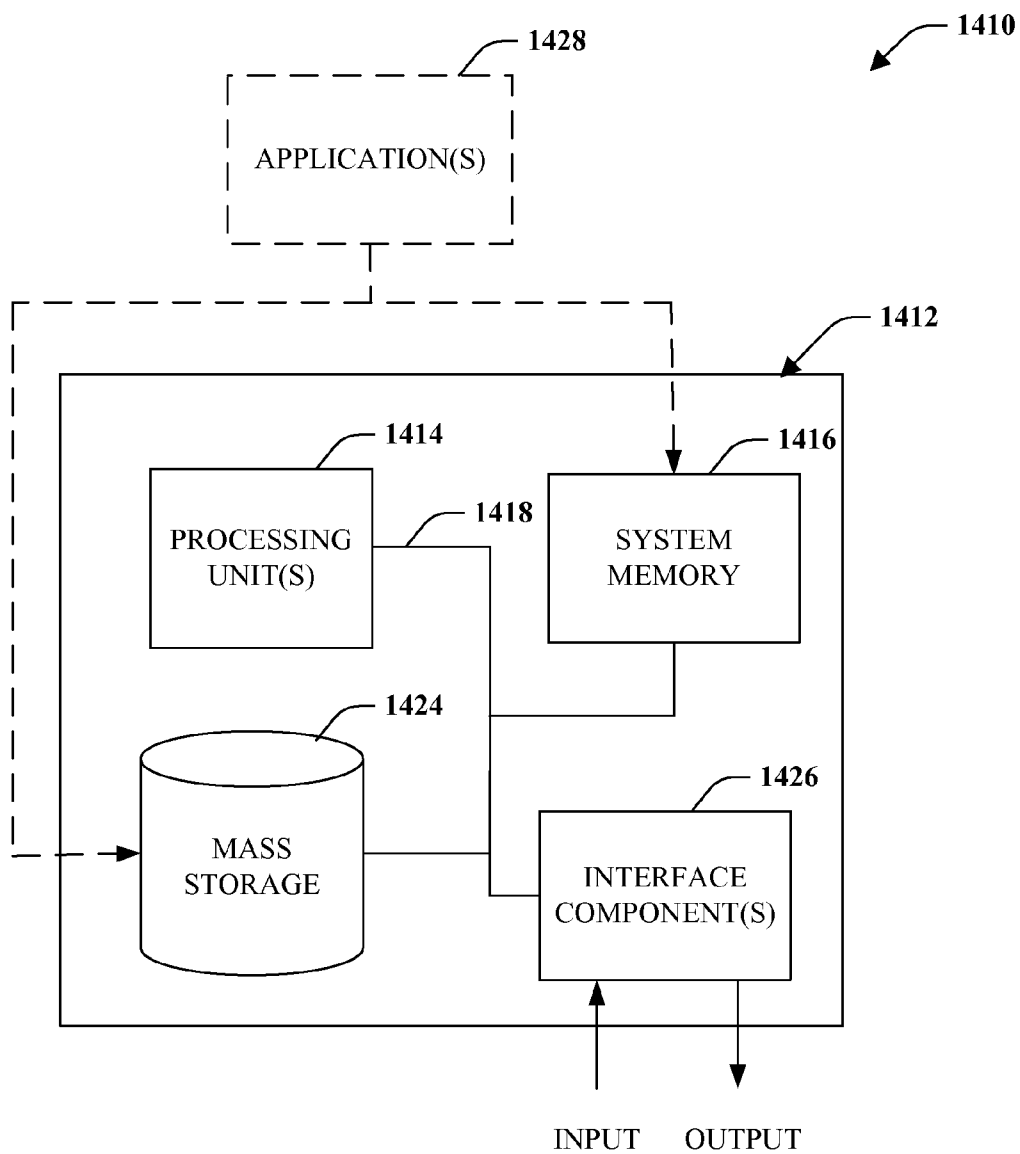 1410
1428
APPLICATION(S)
1412
1414
1416
PROCESSING
UNIT(S)
1418
SYSTEM
MEMORY
1424
MASS
STORAGE
1426
INTERFACE
COMPONENT(S)
INPUT
OUTPUT